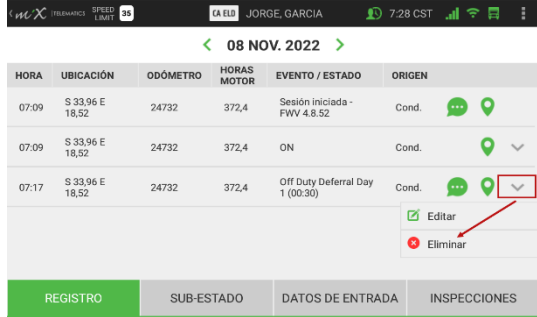 miX TELEMATICS SPEED LIMIT 35 CA ELD JORGE, GARCIA 7:28 CST
08 NOV. 2022
HORA UBICACIÓN ODÓMETRO HORAS MOTOR EVENTO / ESTADO ORIGEN
07:09 S 33,96 E 18,52 24732 372,4 Sesión iniciada - FWV 4.8.52 Cond.
07:09 S 33,96 E 18,52 24732 372,4 ON Cond.
07:17 S 33,96 E 18,52 24732 372,4 Off Duty Deferral Day 1 (00:30) Cond.
Editar
Eliminar
REGISTRO SUB-ESTADO DATOS DE ENTRADA INSPECCIONES